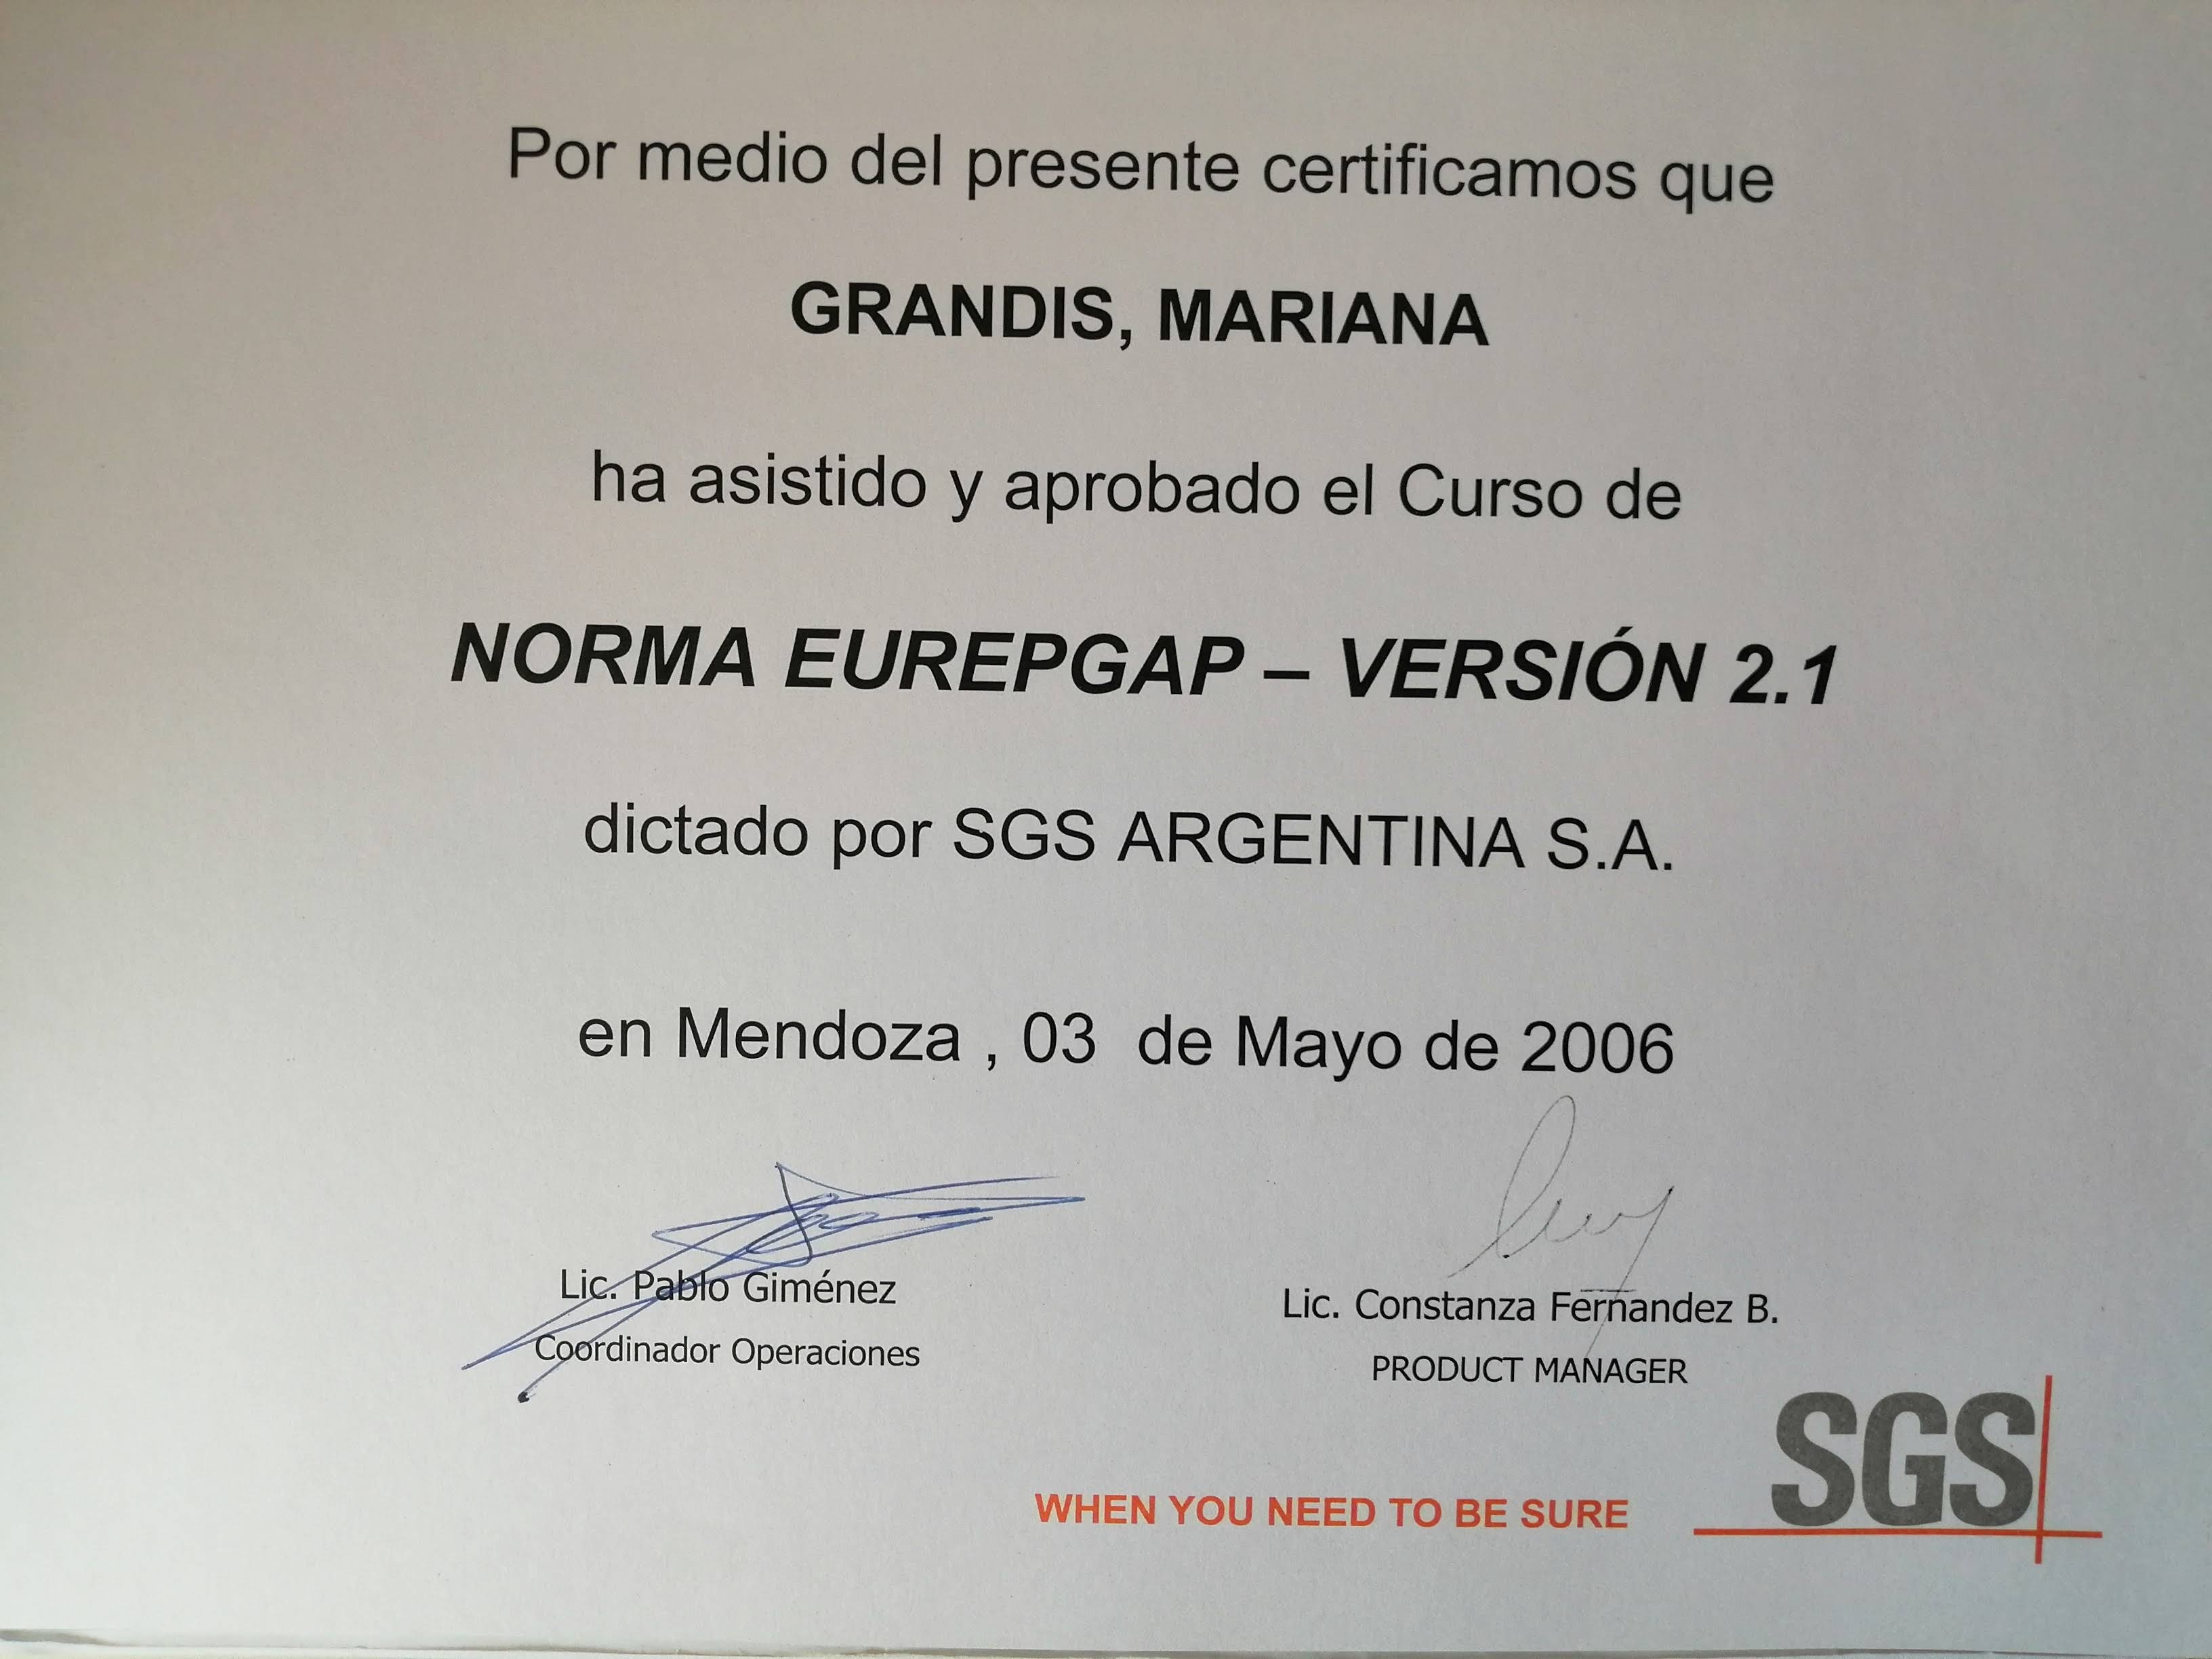 Por medio del presente certificamos que
GRANDIS, MARIANA
ha asistido y aprobado el Curso de
NORMA EUREPGAP – VERSIÓN 2.1
dictado por SGS ARGENTINA S.A.
en Mendoza , 03  de Mayo de 2006
Lic. Pablo Giménez
Coordinador Operaciones
Lic. Constanza Fernandez B.
PRODUCT MANAGER
WHEN YOU NEED TO BE SURE
SGS